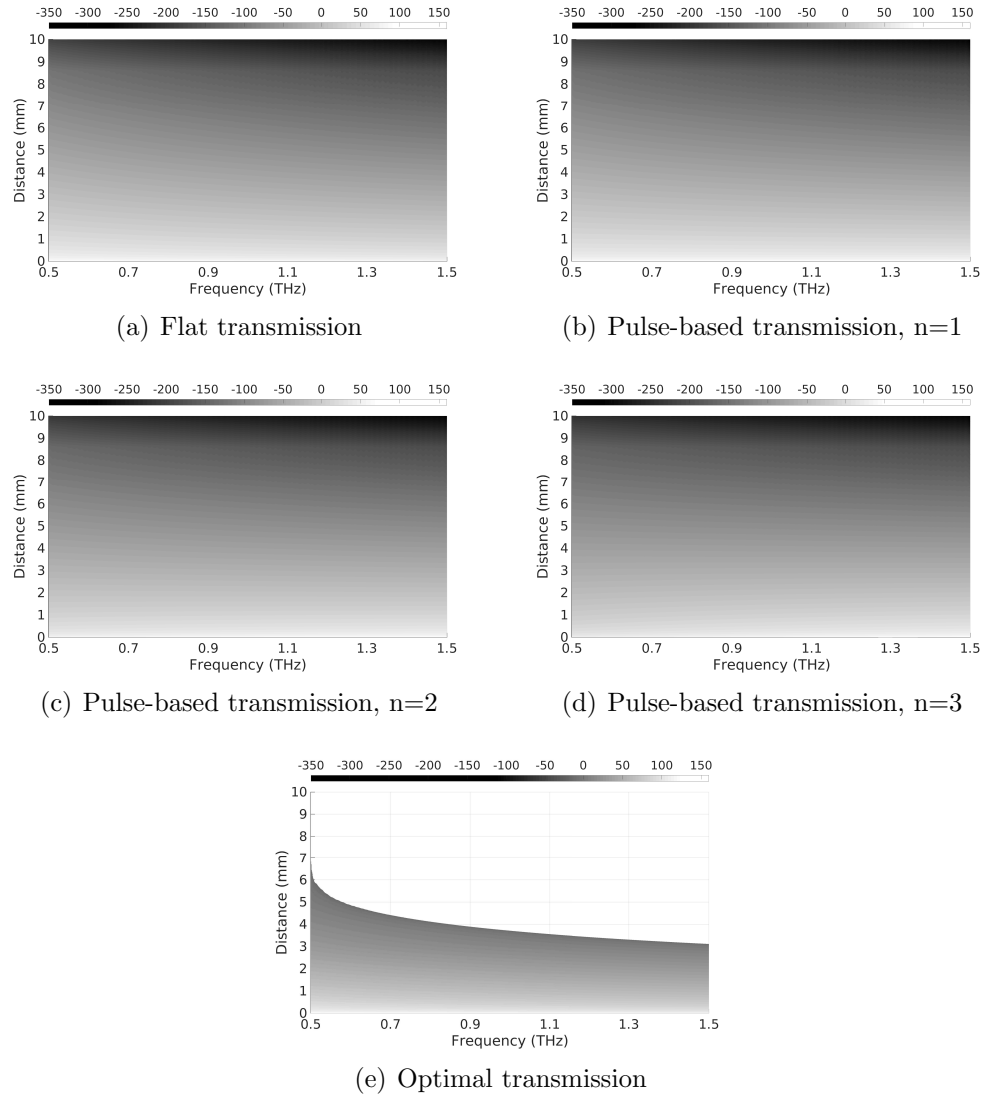 -350 -300 -250 -200 -150 -100 -50 0 50 100 150
10
9
8
7
6
5
4
3
2
1
0
Distance (mm)
0.5 0.7 0.9 1.1 1.3 1.5
Frequency (THz)
(a) Flat transmission
-350 -300 -250 -200 -150 -100 -50 0 50 100 150
10
9
8
7
6
5
4
3
2
1
0
Distance (mm)
0.5 0.7 0.9 1.1 1.3 1.5
Frequency (THz)
(b) Pulse-based transmission, n=1
-350 -300 -250 -200 -150 -100 -50 0 50 100 150
10
9
8
7
6
5
4
3
2
1
0
Distance (mm)
0.5 0.7 0.9 1.1 1.3 1.5
Frequency (THz)
(c) Pulse-based transmission, n=2
-350 -300 -250 -200 -150 -100 -50 0 50 100 150
10
9
8
7
6
5
4
3
2
1
0
Distance (mm)
0.5 0.7 0.9 1.1 1.3 1.5
Frequency (THz)
(d) Pulse-based transmission, n=3
-350 -300 -250 -200 -150 -100 -50 0 50 100 150
10
9
8
7
6
5
4
3
2
1
0
Distance (mm)
0.5 0.7 0.9 1.1 1.3 1.5
Frequency (THz)
(e) Optimal transmission